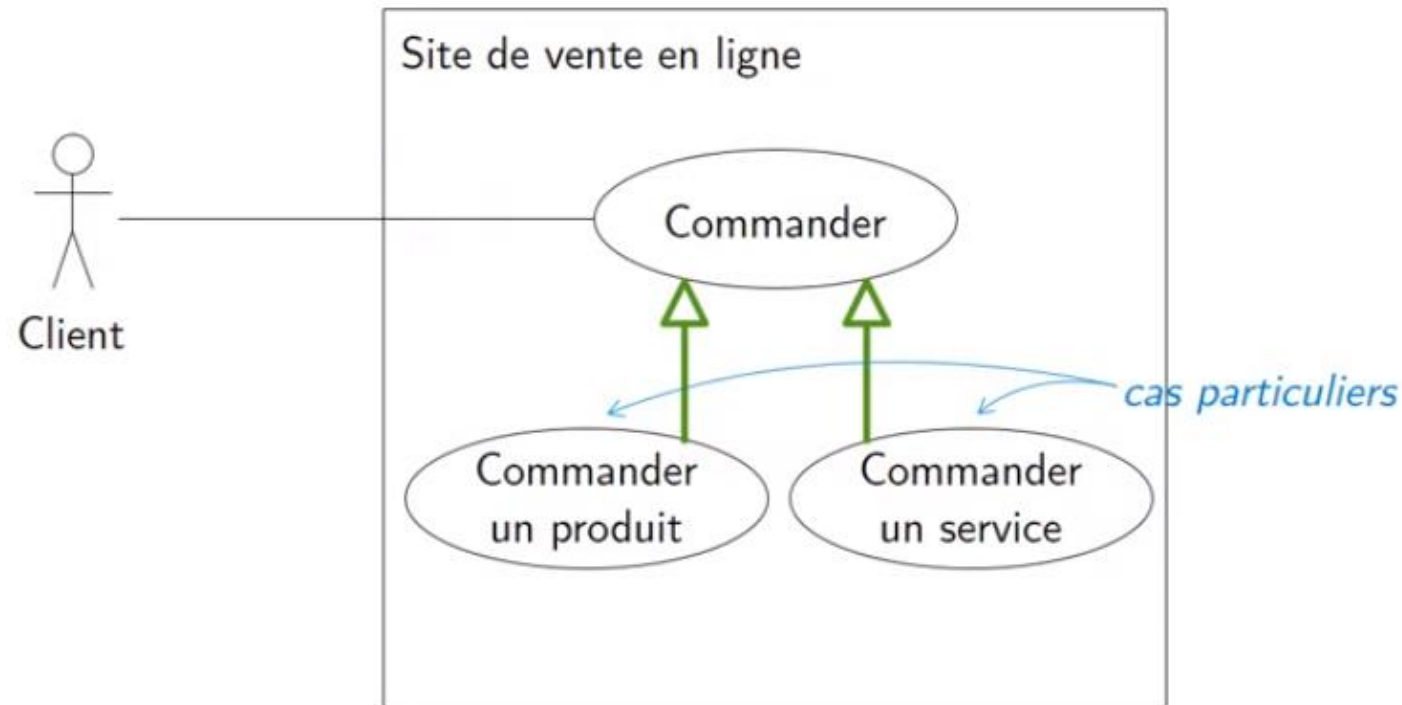 Site de vente en ligne
Commander
Client
cas particuliers
Commander
un produit
Commander
un service